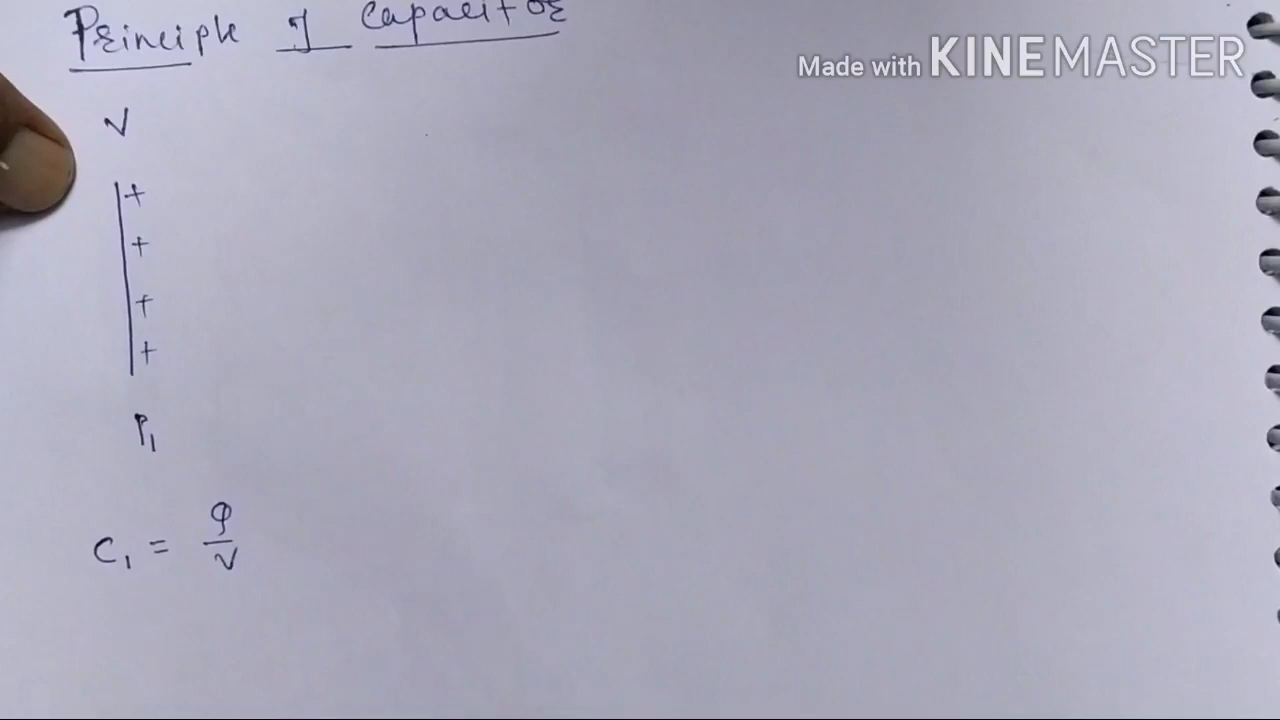 Principle of Capacitor
Made with KINEMASTER
V
+
+
+
+
P₁
C₁ = Q/V